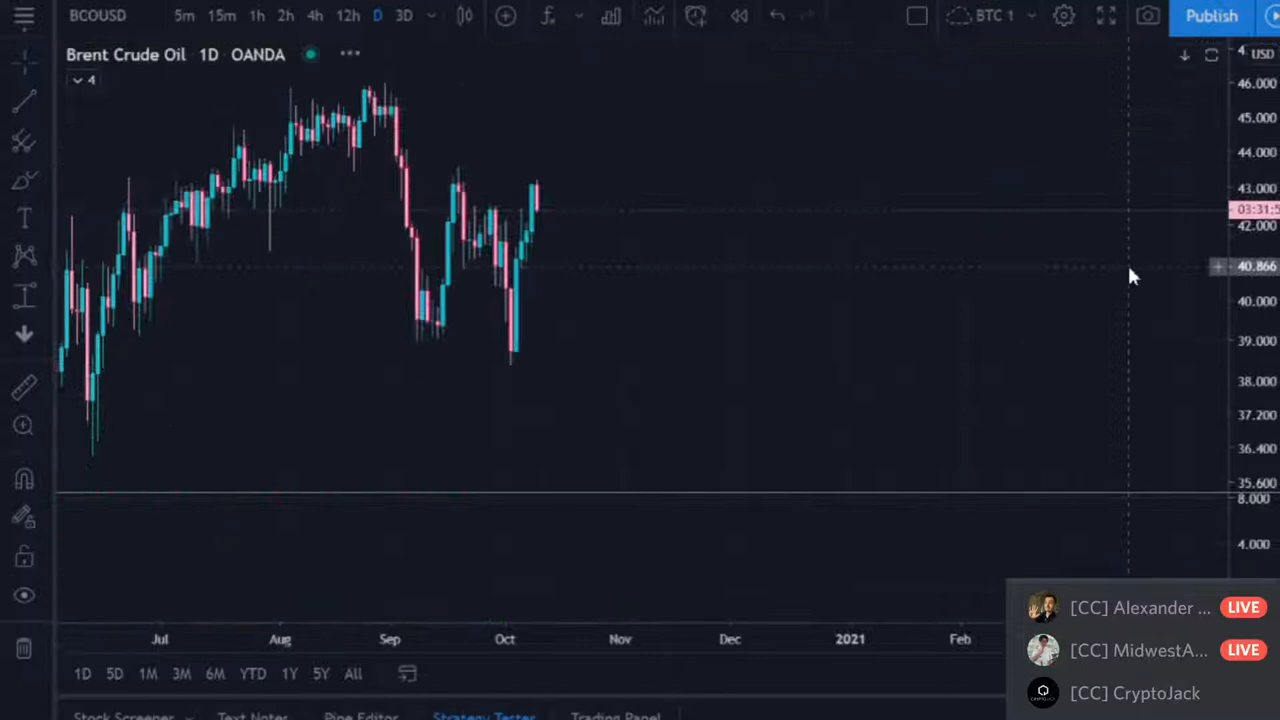 BCOUSD 5m 15m 1h 2h 4h 12h D 3D BTC 1 Publish
Brent Crude Oil 1D OANDA
4
USD
46.000
45.000
44.000
43.000
03:31:5
42.000
40.866
40.000
39.000
38.000
37.200
36.400
35.600
8.000
4.000
Jul Aug Sep Oct Nov Dec 2021 Feb
1D 5D 1M 3M 6M YTD 1Y 5Y All
[CC] Alexander ... LIVE
[CC] MidwestA... LIVE
[CC] CryptoJack
Stock Screener Text Notes Pine Editor Strategy Tester Trading Panel